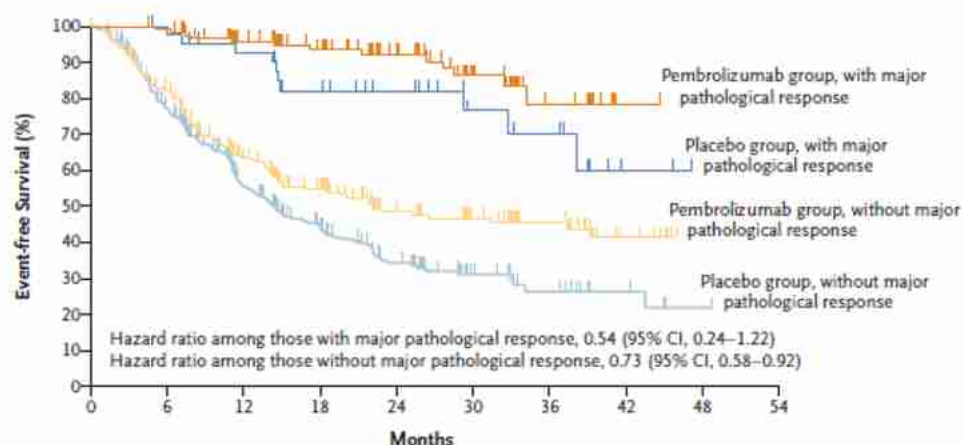 100
90
80
70
60
50
40
30
20
10
0
Event-free Survival (%)
Pembrolizumab group, with major
pathological response
Placebo group, with major
pathological response
Pembrolizumab group, without major
pathological response
Placebo group, without major
pathological response
Hazard ratio among those with major pathological response, 0.54 (95% CI, 0.24–1.22)
Hazard ratio among those without major pathological response, 0.73 (95% CI, 0.58–0.92)
0 6 12 18 24 30 36 42 48 54
Months